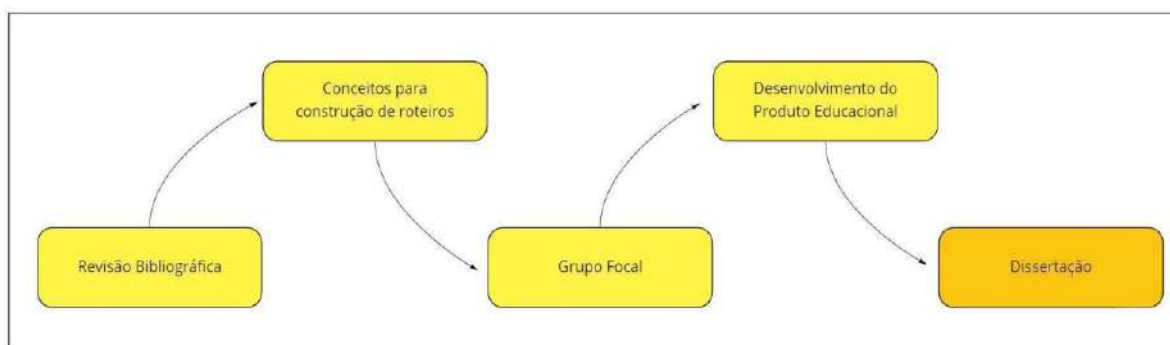 Revisão Bibliográfica
Conceitos para
construção de roteiros
Grupo Focal
Desenvolvimento do
Produto Educacional
Dissertação